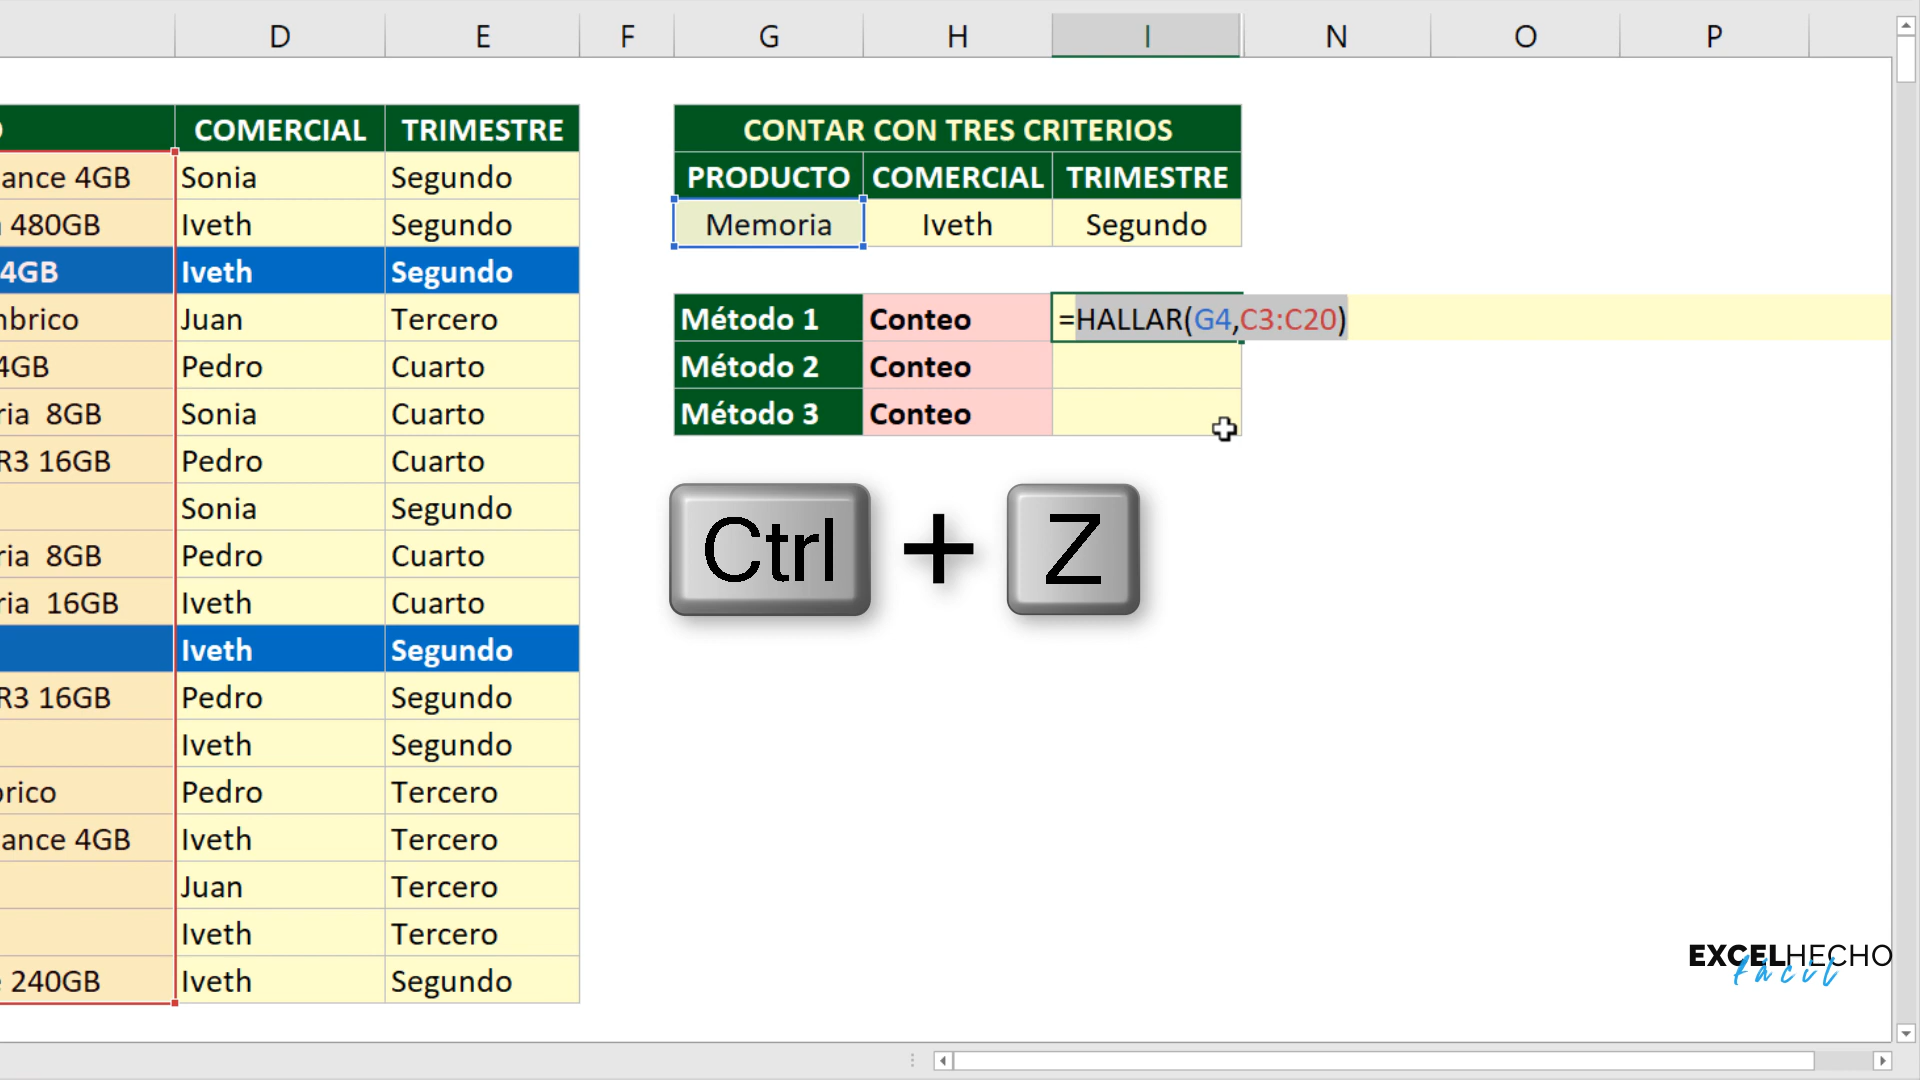 D E F G H I N O P
COMERCIAL TRIMESTRE CONTAR CON TRES CRITERIOS
ance 4GB Sonia Segundo PRODUCTO COMERCIAL TRIMESTRE
480GB Iveth Segundo Memoria Iveth Segundo
4GB Iveth Segundo
mbrico Juan Tercero Método 1 Conteo =HALLAR(G4,C3:C20)
4GB Pedro Cuarto Método 2 Conteo
ria 8GB Sonia Cuarto Método 3 Conteo
R3 16GB Pedro Cuarto
Sonia Segundo
ria 8GB Pedro Cuarto
ria 16GB Iveth Cuarto
Ctrl + Z
Iveth Segundo
R3 16GB Pedro Segundo
Iveth Segundo
brico Pedro Tercero
ance 4GB Iveth Tercero
Juan Tercero
Iveth Tercero
240GB Iveth Segundo
EXCELHECHO
fácil